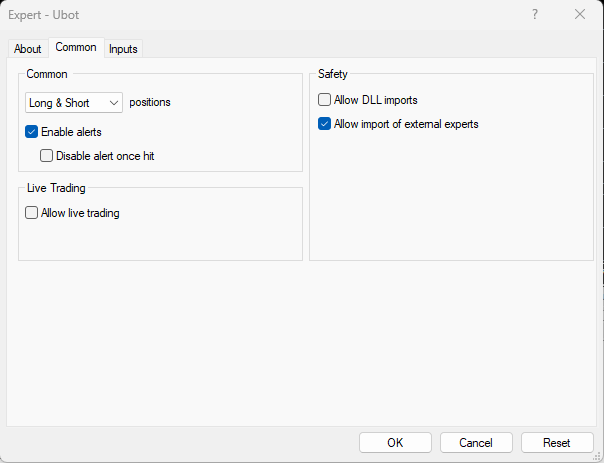 Expert - Ubot
?
About Common Inputs
Common
Long & Short positions
Enable alerts
Disable alert once hit
Live Trading
Allow live trading
Safety
Allow DLL imports
Allow import of external experts
OK Cancel Reset